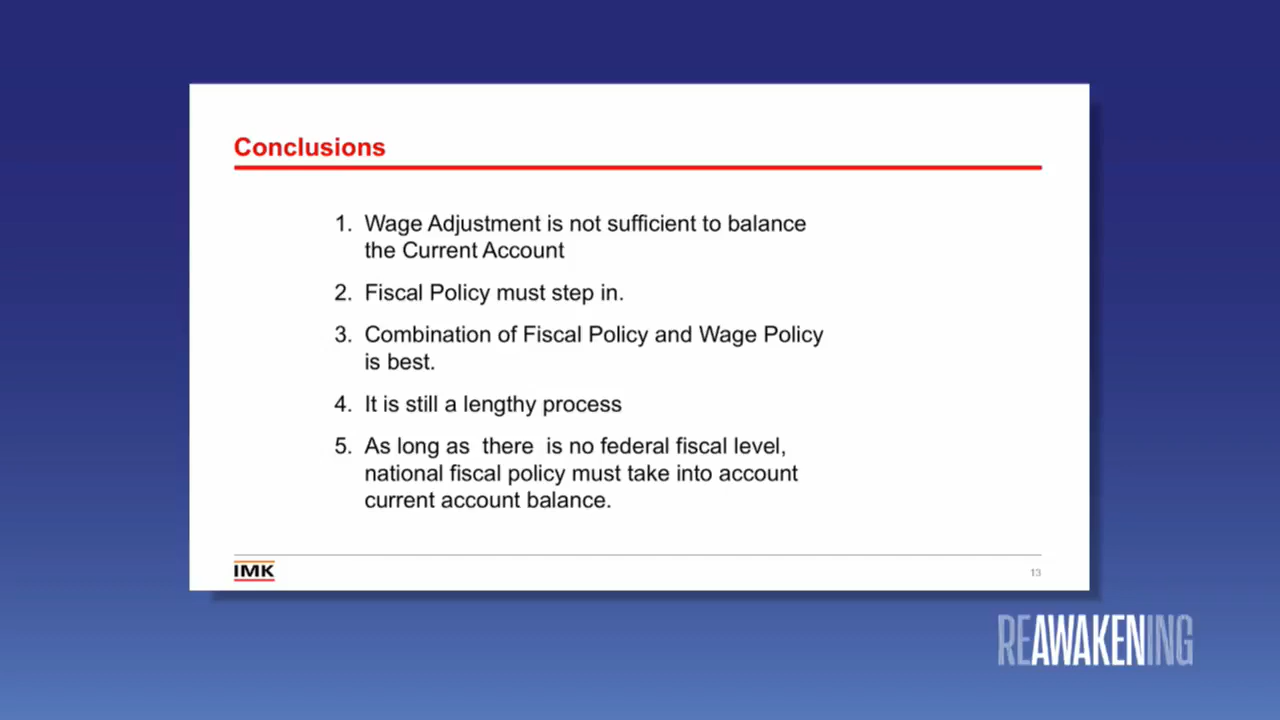 Conclusions
1. Wage Adjustment is not sufficient to balance
the Current Account
2. Fiscal Policy must step in.
3. Combination of Fiscal Policy and Wage Policy
is best.
4. It is still a lengthy process
5. As long as  there  is no federal fiscal level,
national fiscal policy must take into account
current account balance.
IMK
13
REAWAKENING